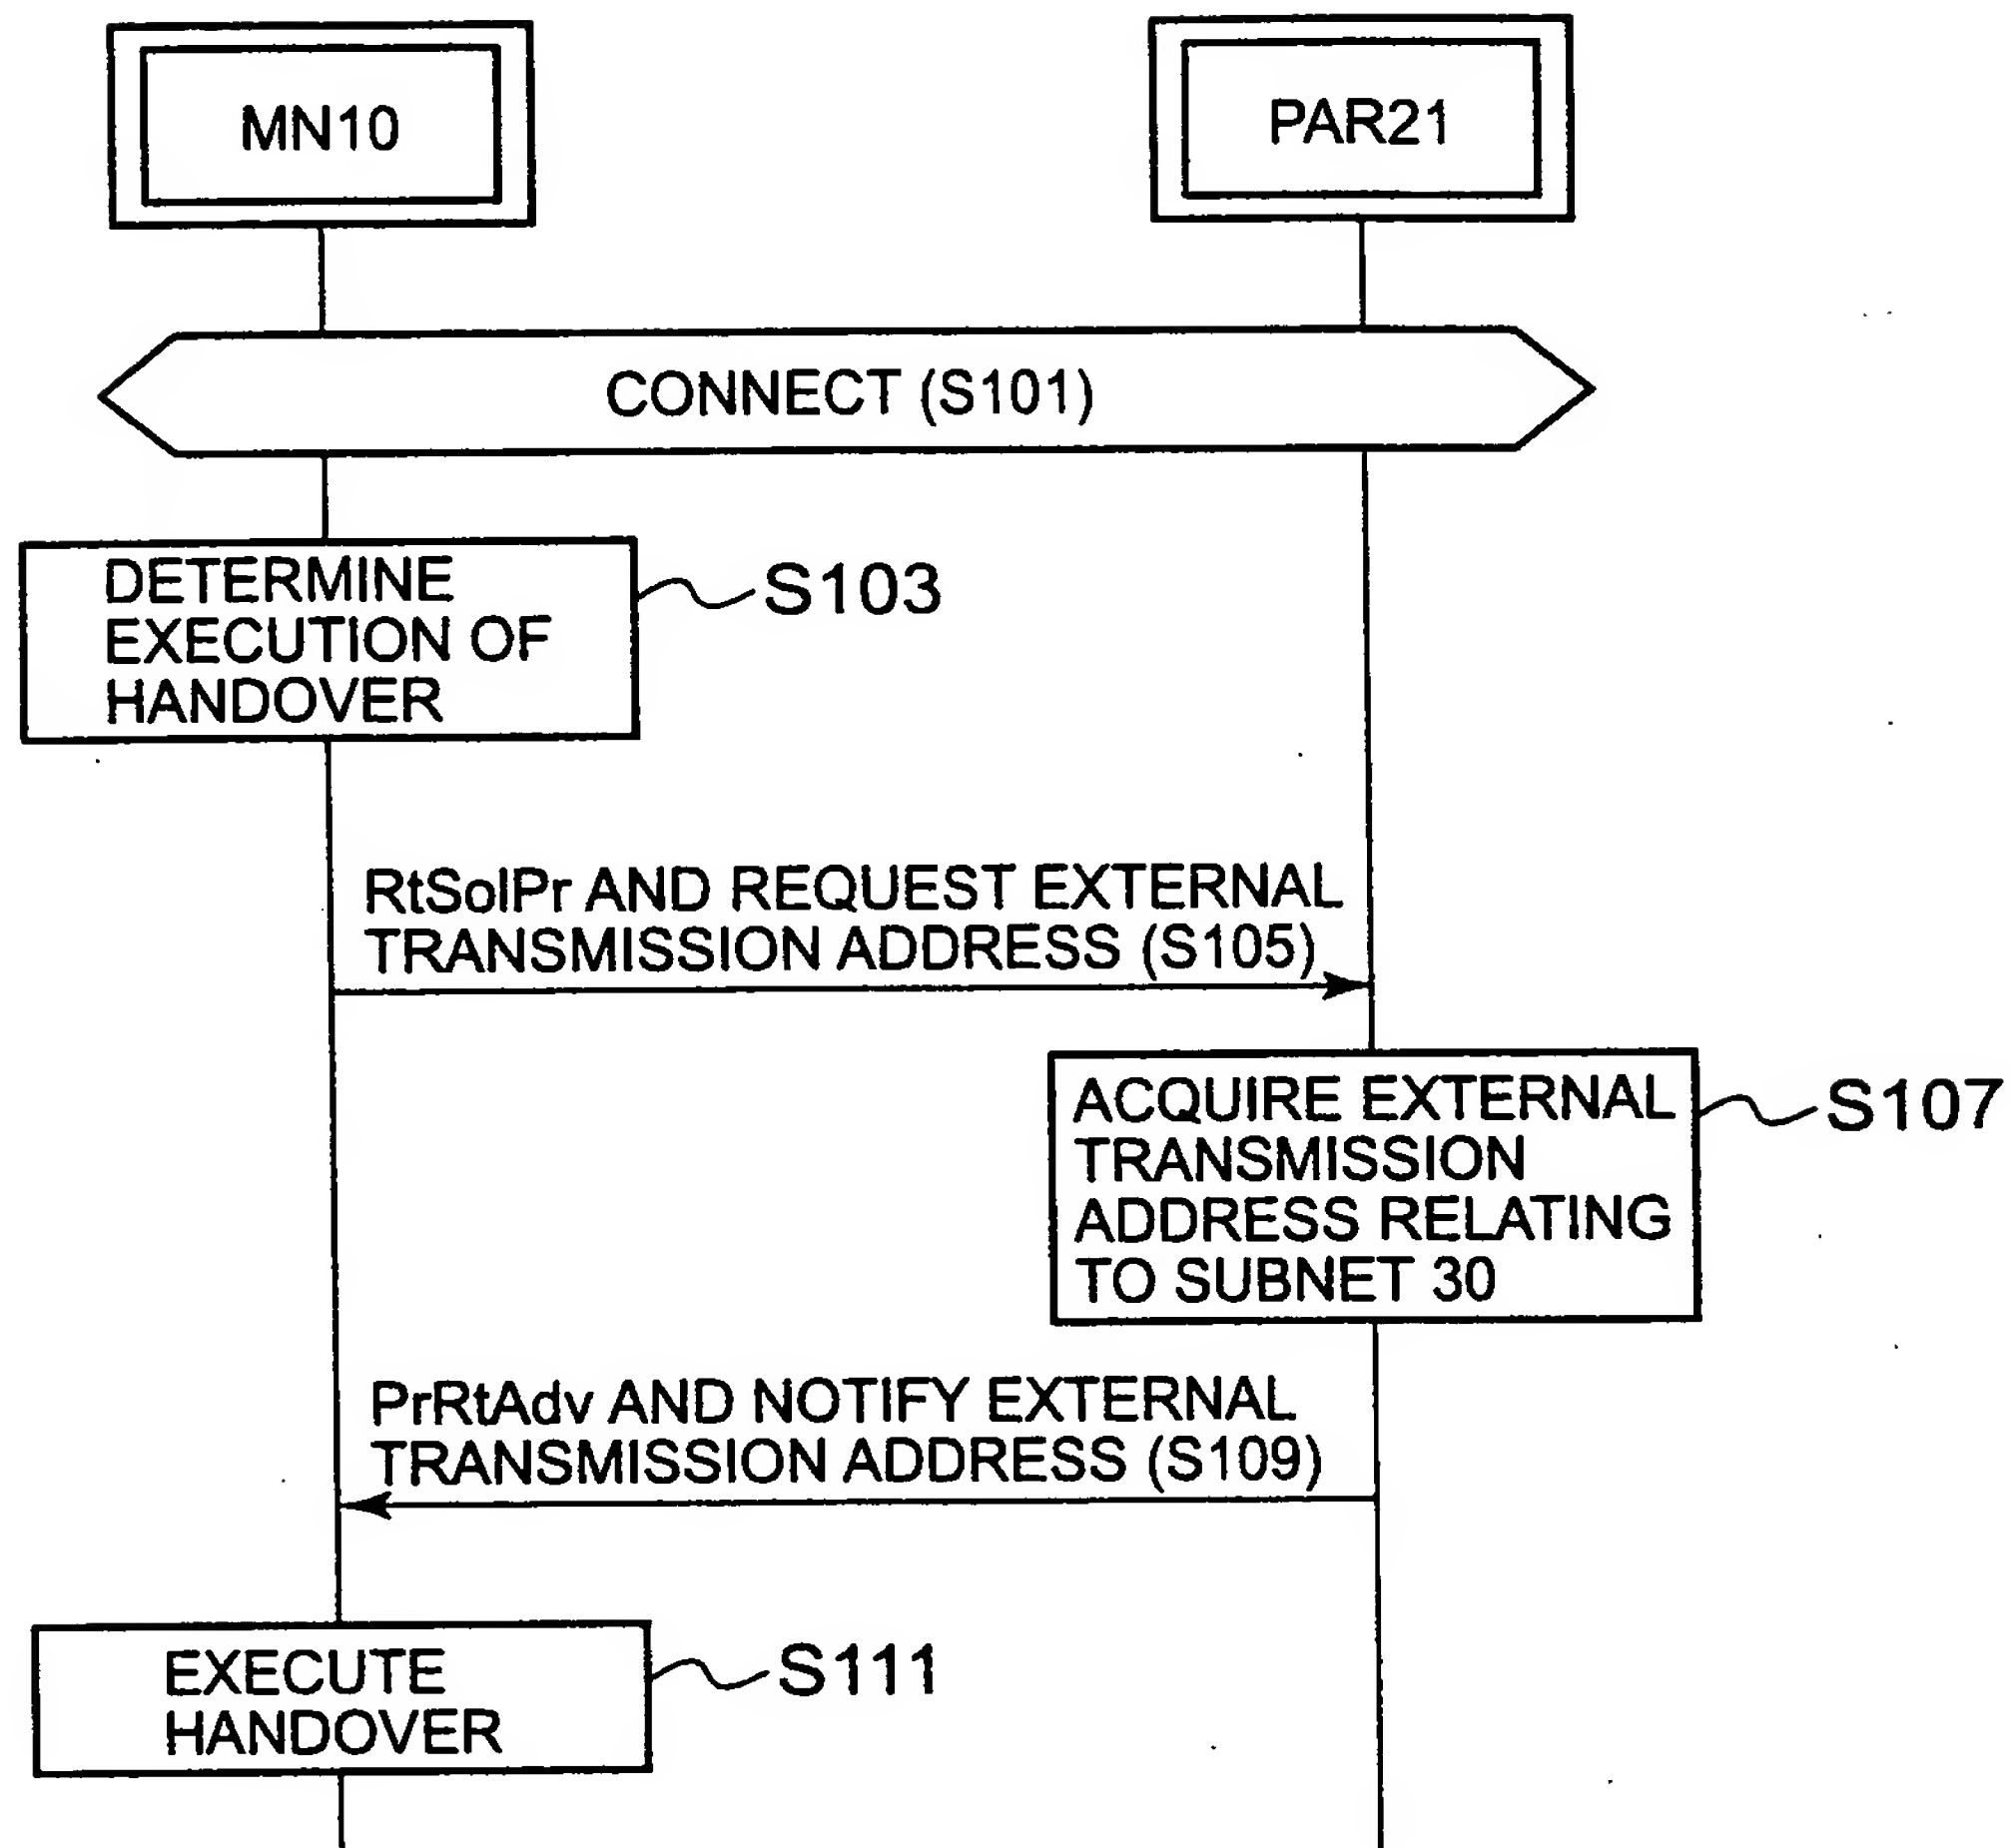 MN10
PAR21
CONNECT (S101)
DETERMINE
EXECUTION OF
HANDOVER
S103
RtSolPr AND REQUEST EXTERNAL
TRANSMISSION ADDRESS (S105)
ACQUIRE EXTERNAL
TRANSMISSION
ADDRESS RELATING
TO SUBNET 30
S107
PrRtAdv AND NOTIFY EXTERNAL
TRANSMISSION ADDRESS (S109)
EXECUTE
HANDOVER
S111